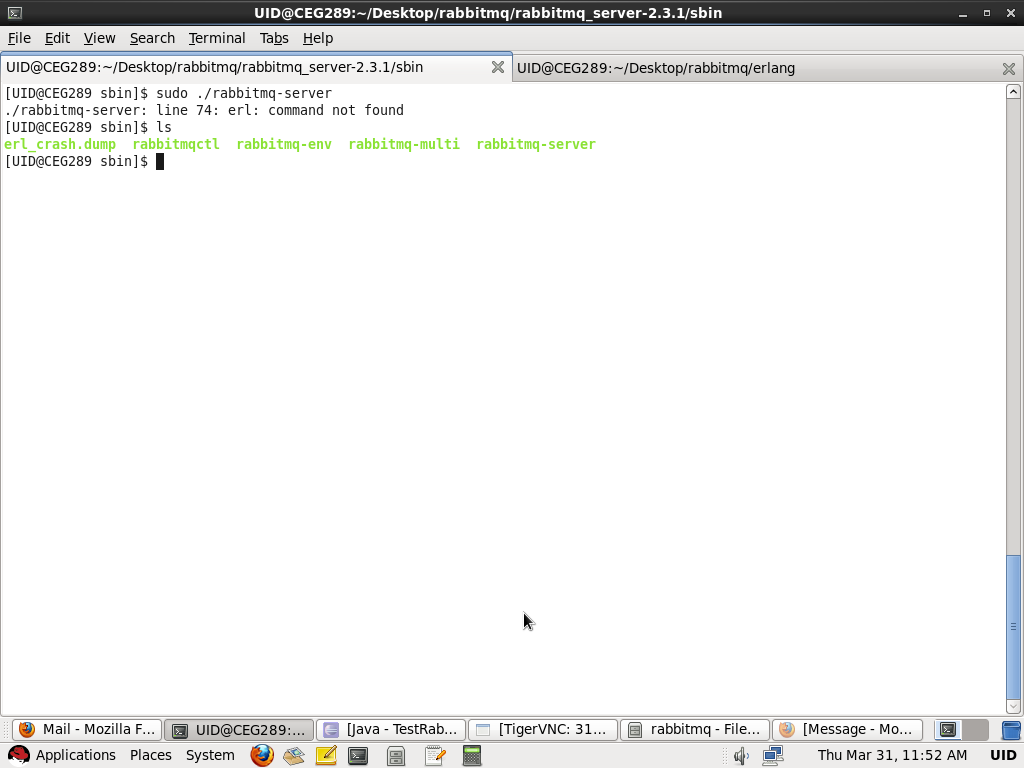 UID@CEG289:~/Desktop/rabbitmq/rabbitmq_server-2.3.1/sbin
File Edit View Search Terminal Tabs Help
UID@CEG289:~/Desktop/rabbitmq/rabbitmq_server-2.3.1/sbin UID@CEG289:~/Desktop/rabbitmq/erlang
[UID@CEG289 sbin]$ sudo ./rabbitmq-server
./rabbitmq-server: line 74: erl: command not found
[UID@CEG289 sbin]$ ls
erl_crash.dump rabbitmqctl rabbitmq-env rabbitmq-multi rabbitmq-server
[UID@CEG289 sbin]$
Mail - Mozilla F... UID@CEG289:... [Java - TestRab... [TigerVNC: 31... rabbitmq - File... [Message - Mo...
Applications Places System Thu Mar 31, 11:52 AM UID